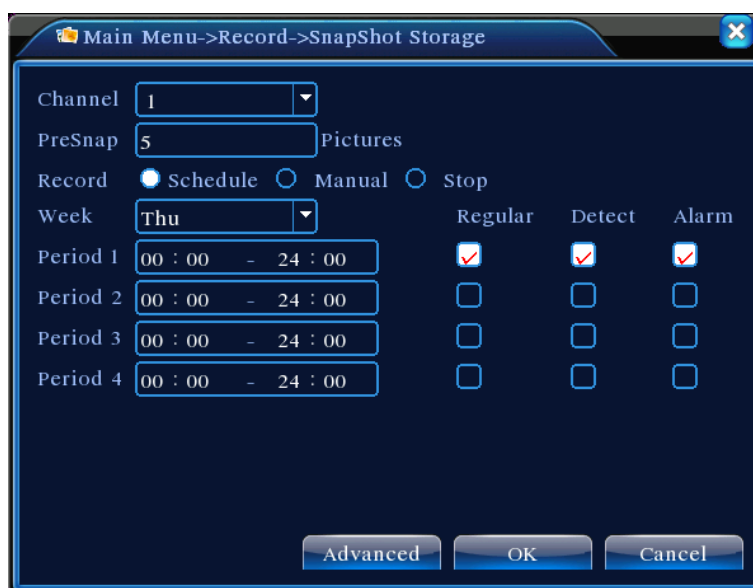 Main Menu->Record->SnapShot Storage
Channel 1
PreSnap 5 Pictures
Record Schedule Manual Stop
Week Thu Regular Detect Alarm
Period 1 00 : 00 - 24 : 00
Period 2 00 : 00 - 24 : 00
Period 3 00 : 00 - 24 : 00
Period 4 00 : 00 - 24 : 00
Advanced OK Cancel